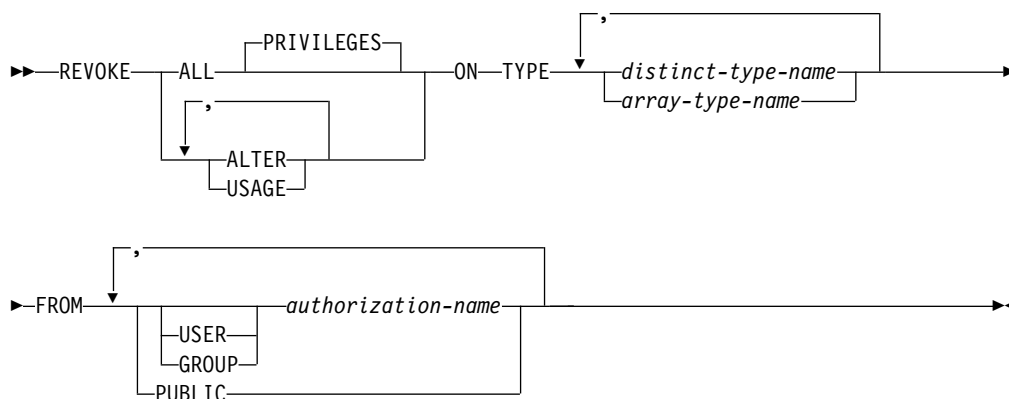 ,
PRIVILEGES
REVOKE ALL ON TYPE distinct-type-name
array-type-name
,
ALTER
USAGE
,
FROM authorization-name
USER
GROUP
PUBLIC